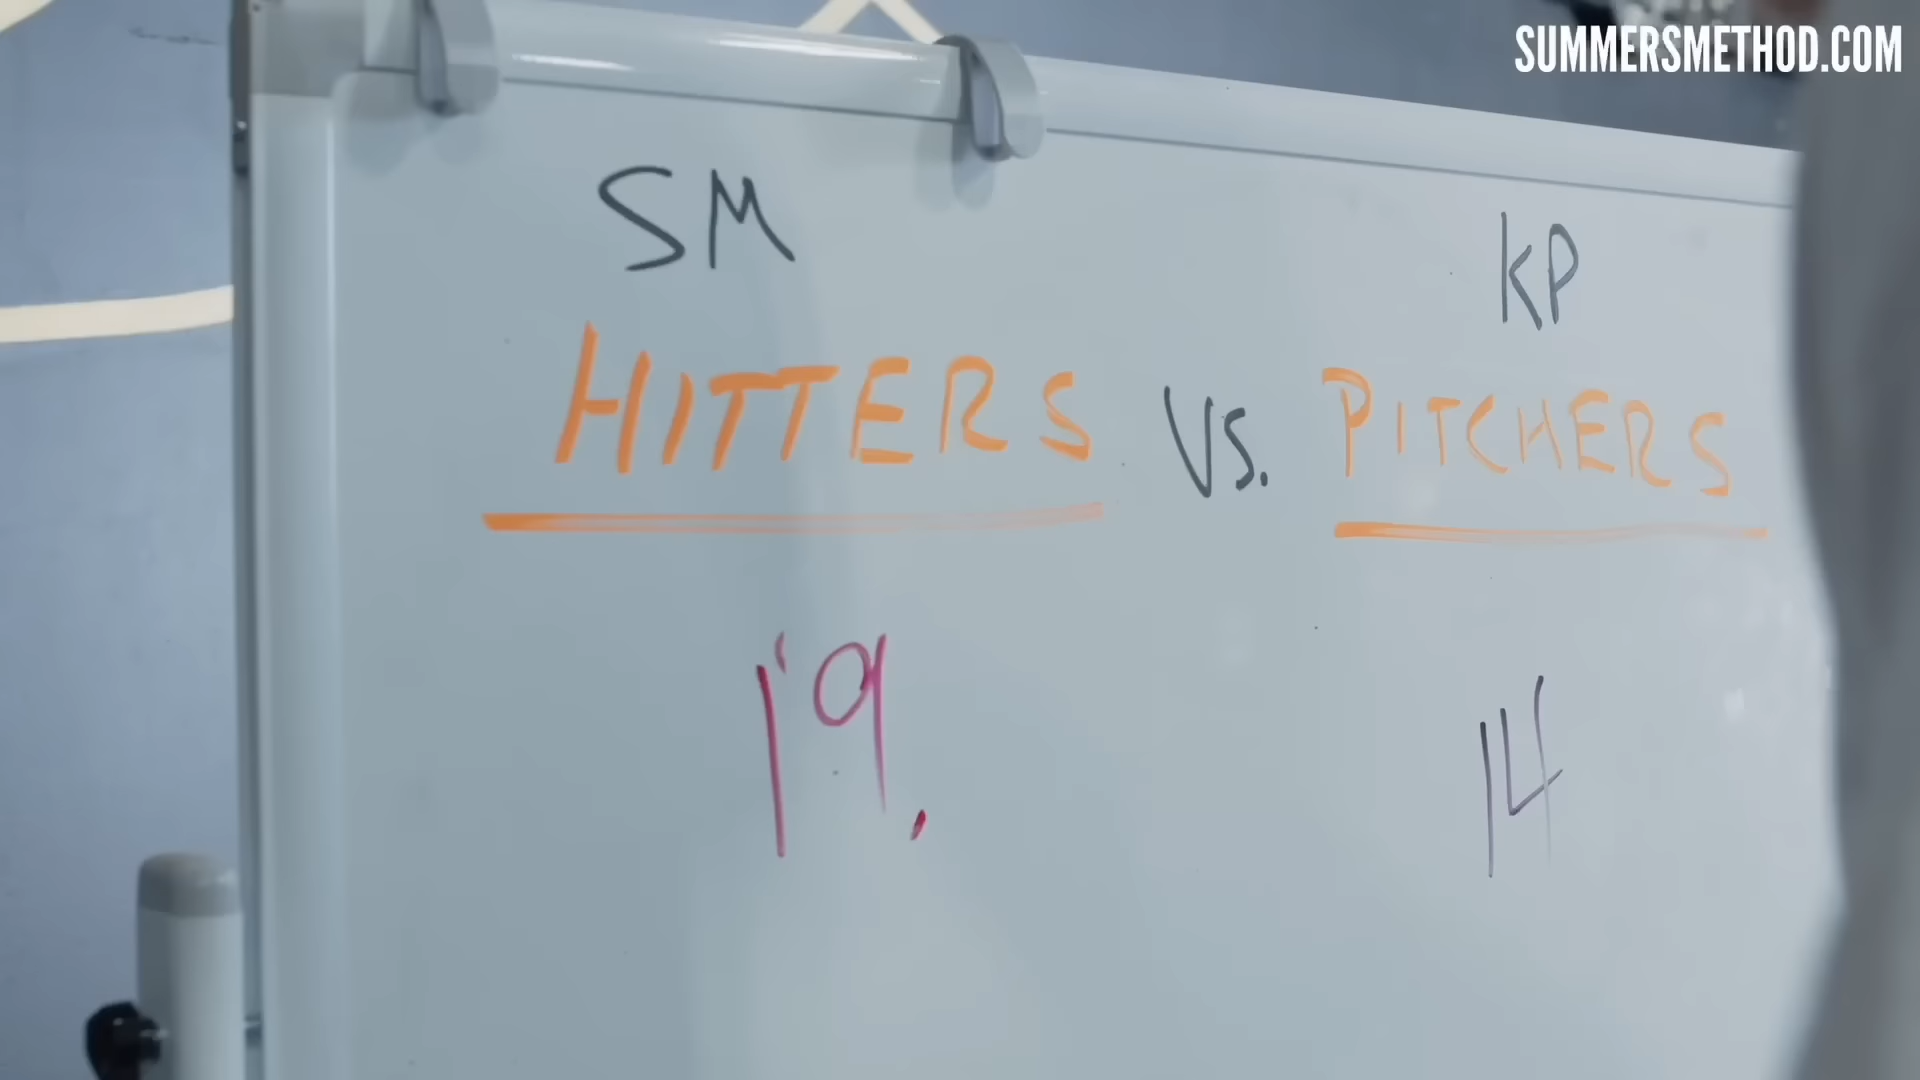 SUMMERSMETHOD.COM
SM KP
HITTERS VS. PITCHERS
19. 14